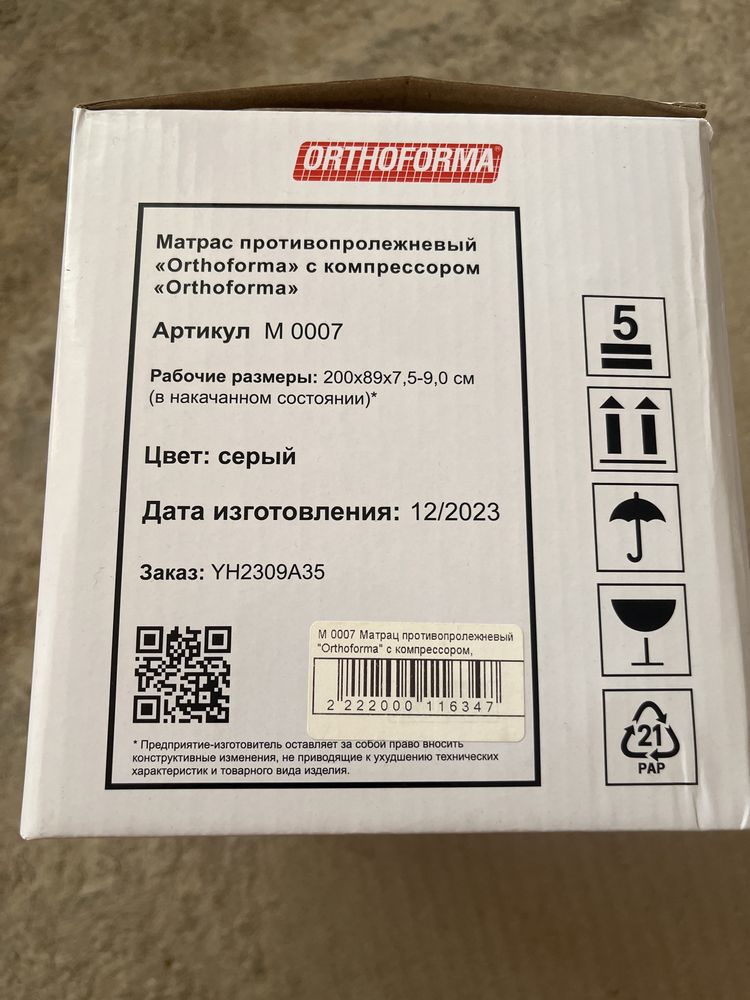 ORTHOFORMA®
Матрас противопролежневый
«Orthoforma» с компрессором
«Orthoforma»
Артикул М 0007
Рабочие размеры: 200х89х7,5-9,0 см
(в накачанном состоянии)*
Цвет: серый
Дата изготовления: 12/2023
Заказ: YH2309A35
М 0007 Матрац противопролежневый
"Orthoforma" с компрессором,
2 222000 116347
* Предприятие-изготовитель оставляет за собой право вносить
конструктивные изменения, не приводящие к ухудшению технических
характеристик и товарного вида изделия.
5
21
PAP